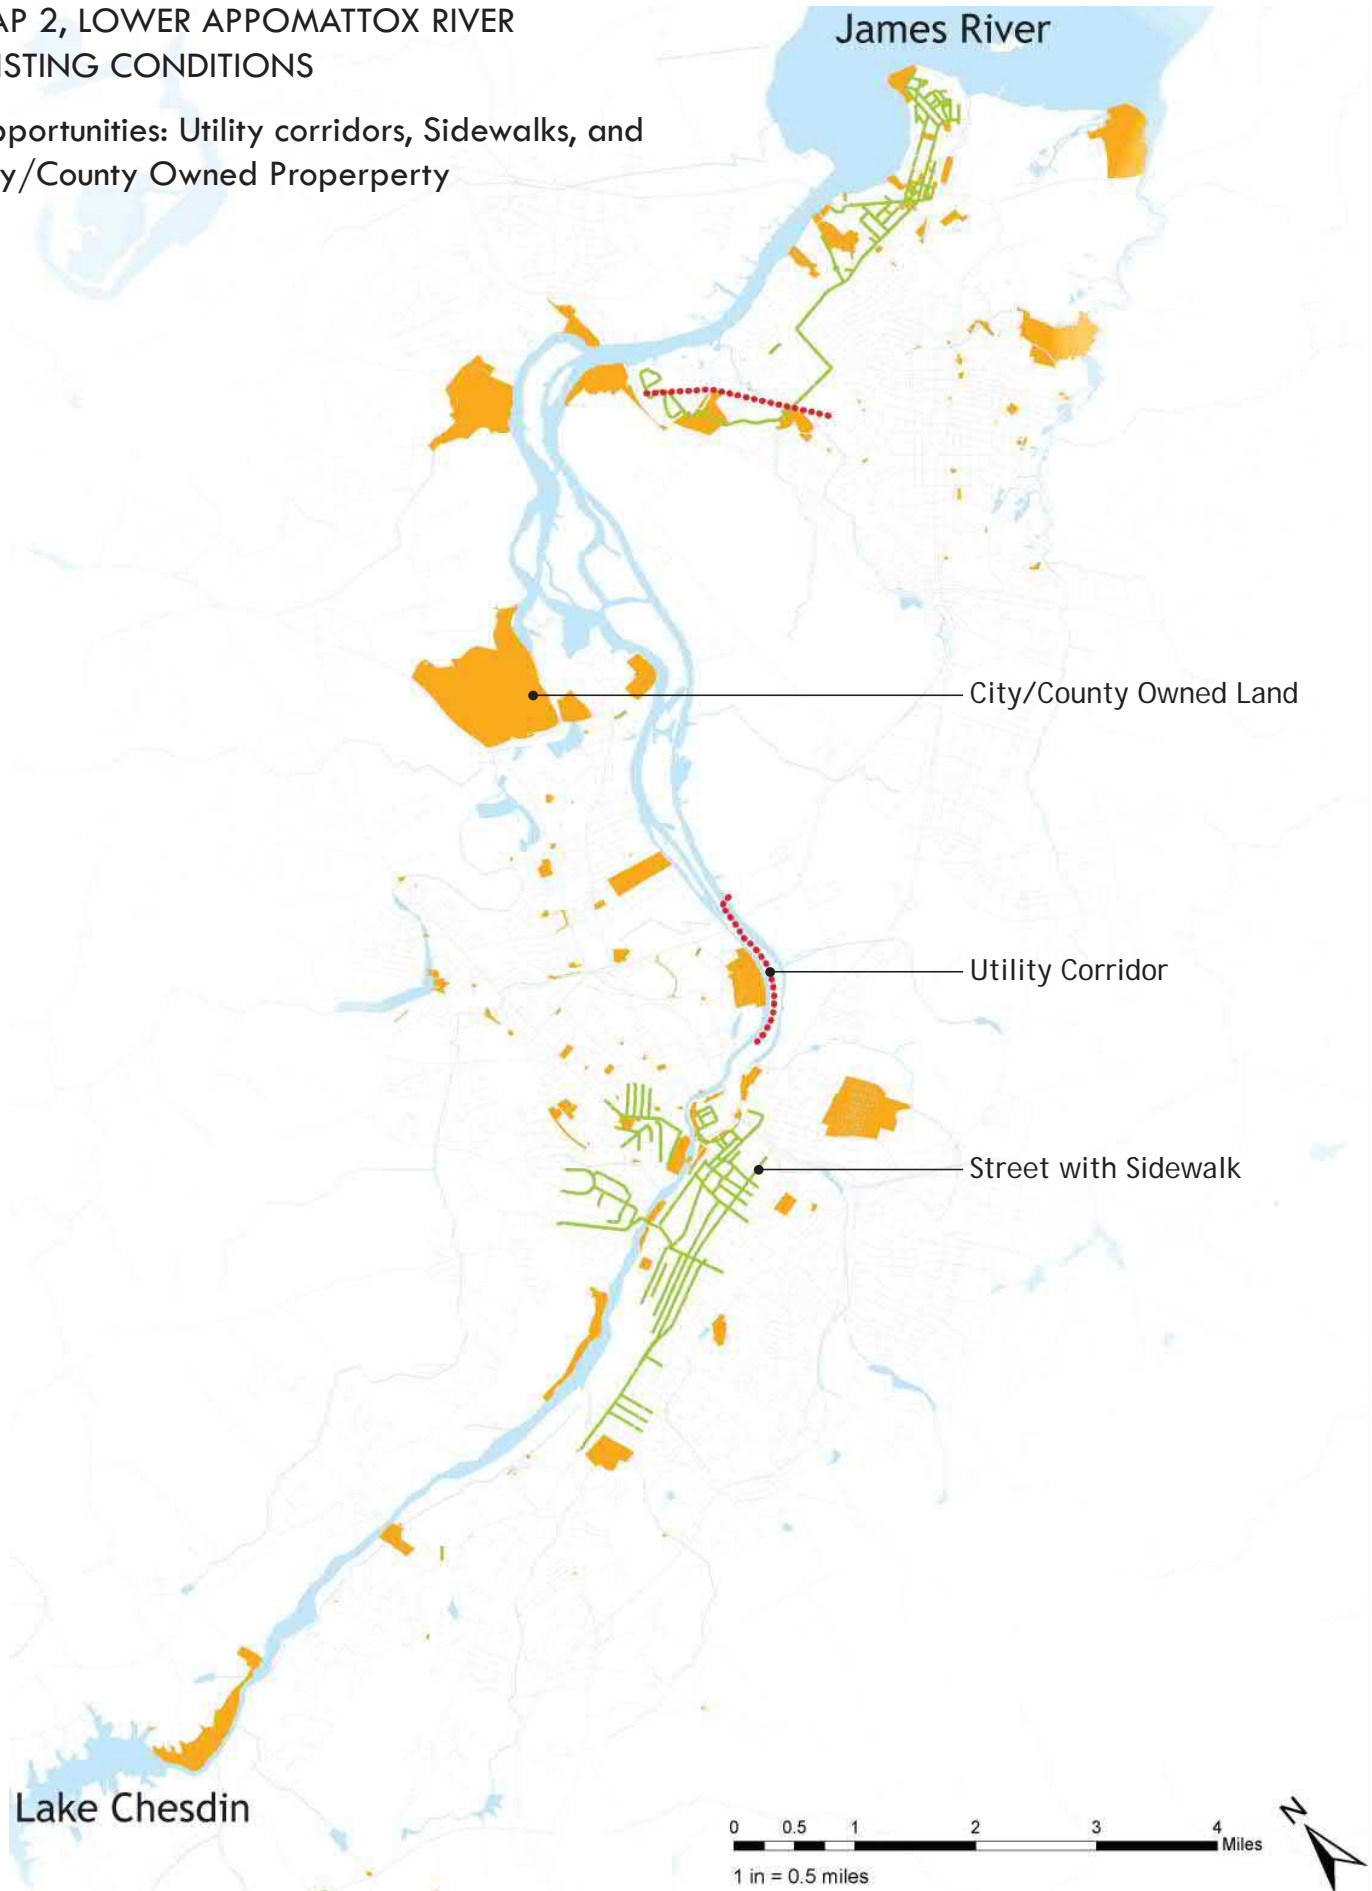 AP 2, LOWER APPOMATTOX RIVER
ISTING CONDITIONS
pportunities: Utility corridors, Sidewalks, and
y/County Owned Properperty
James River
City/County Owned Land
Utility Corridor
Street with Sidewalk
Lake Chesdin
0 0.5 1 2 3 4
Miles
1 in = 0.5 miles
N